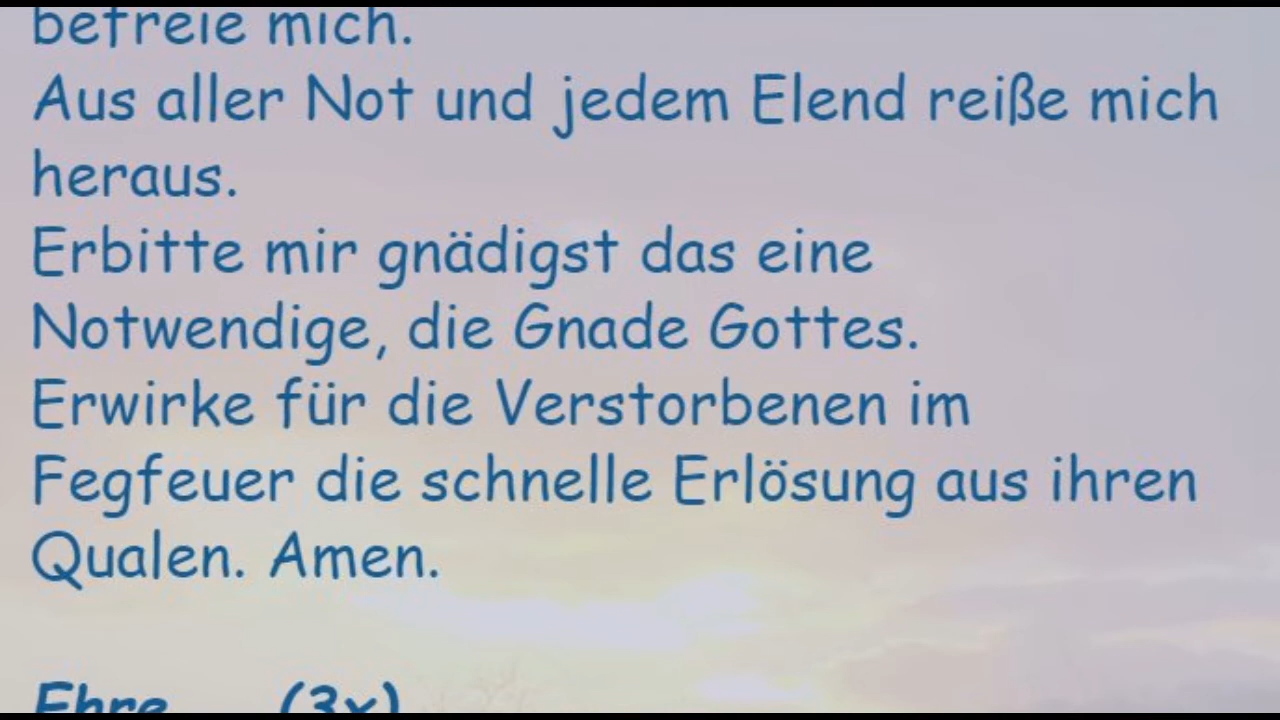 befreie mich.
Aus aller Not und jedem Elend reiße mich
heraus.
Erbitte mir gnädigst das eine
Notwendige, die Gnade Gottes.
Erwirke für die Verstorbenen im
Fegfeuer die schnelle Erlösung aus ihren
Qualen. Amen.
Ehre (3x)